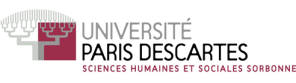 UNIVERSITÉ
PARIS DESCARTES
SCIENCES HUMAINES ET SOCIALES SORBONNE